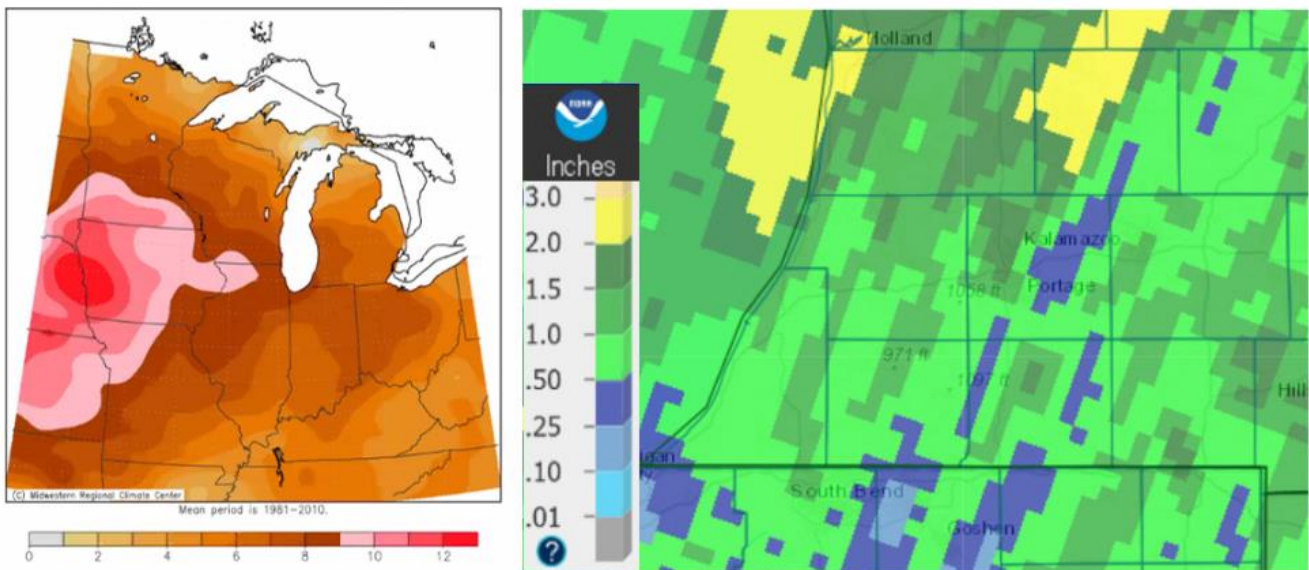 (C) Midwestern Regional Climate Center
Mean period is 1981-2010.
0 2 4 6 8 10 12
Inches
3.0
2.0
1.5
1.0
.50
.25
.10
.01
?
Holland
Kalamazoo
Portage
1058 ft
971 ft
1097 ft
Hill
South Bend
Goshen